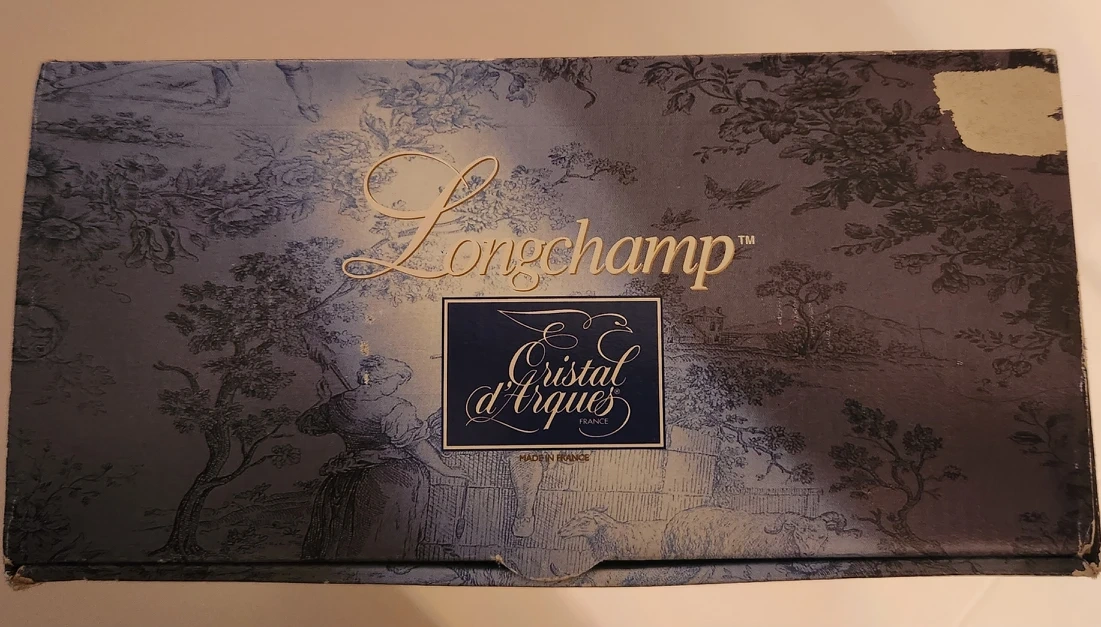 Longchamp™
Cristal
d'Arques®
FRANCE
MADE IN FRANCE